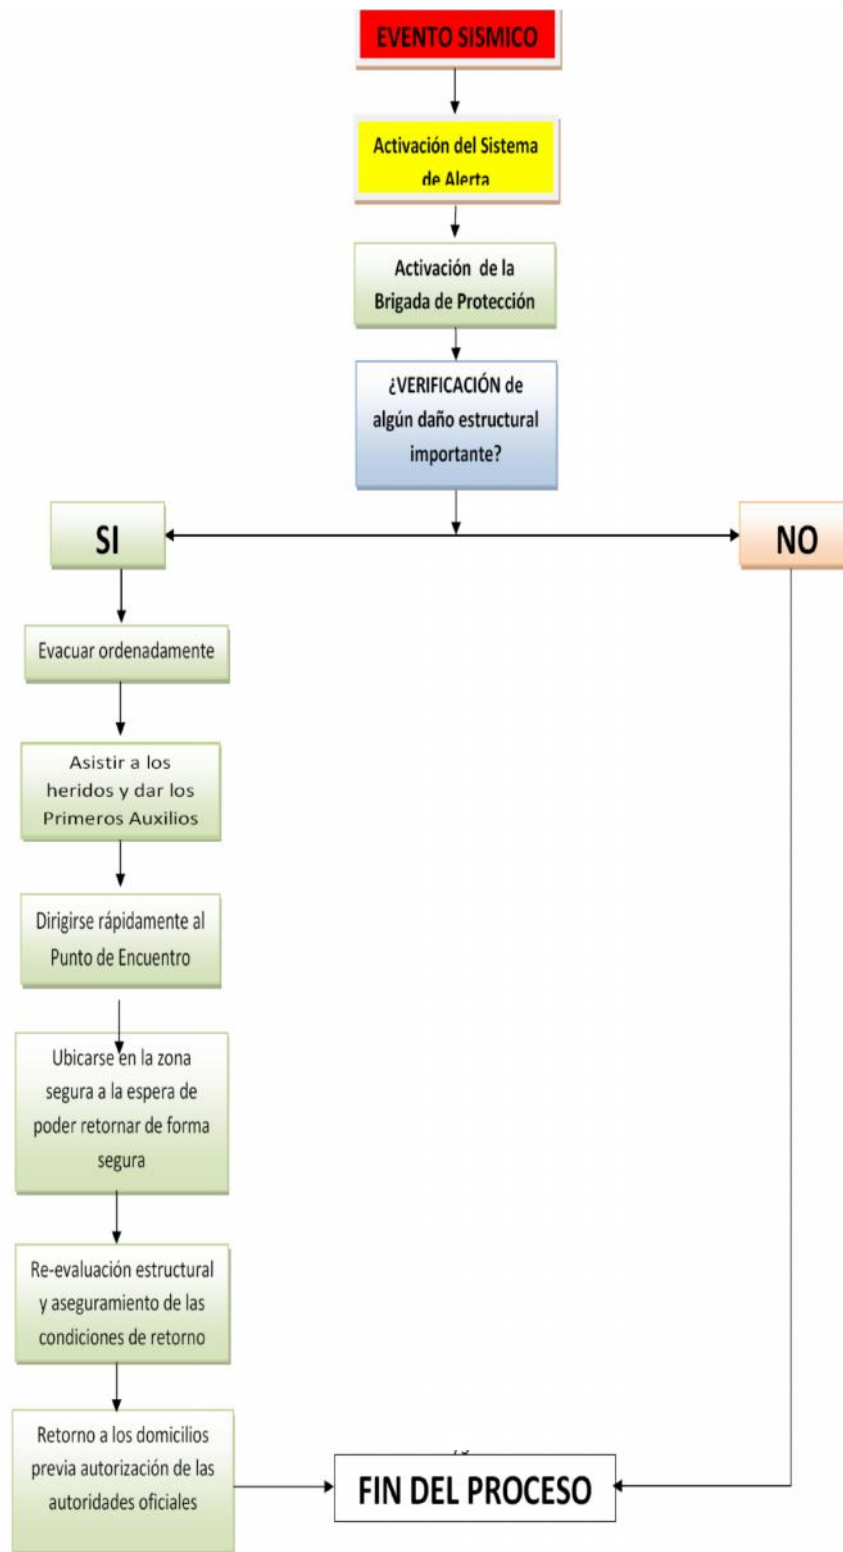 EVENTO SISMICO
Activación del Sistema
de Alerta
Activación de la
Brigada de Protección
¿VERIFICACIÓN de
algún daño estructural
importante?
SI
NO
Evacuar ordenadamente
Asistir a los
heridos y dar los
Primeros Auxilios
Dirigirse rápidamente al
Punto de Encuentro
Ubicarse en la zona
segura a la espera de
poder retornar de forma
segura
Re-evaluación estructural
y aseguramiento de las
condiciones de retorno
Retorno a los domicilios
previa autorización de las
autoridades oficiales
FIN DEL PROCESO